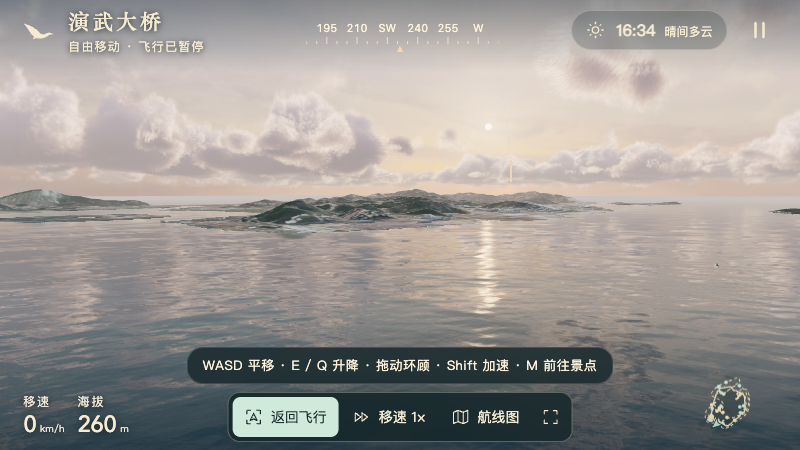 演武大桥
自由移动 · 飞行已暂停
195 210 SW 240 255 W
16:34 晴间多云
WASD 平移 · E / Q 升降 · 拖动环顾 · Shift 加速 · M 前往景点
移速 海拔
0 km/h 260 m
返回飞行 移速 1x 航线图